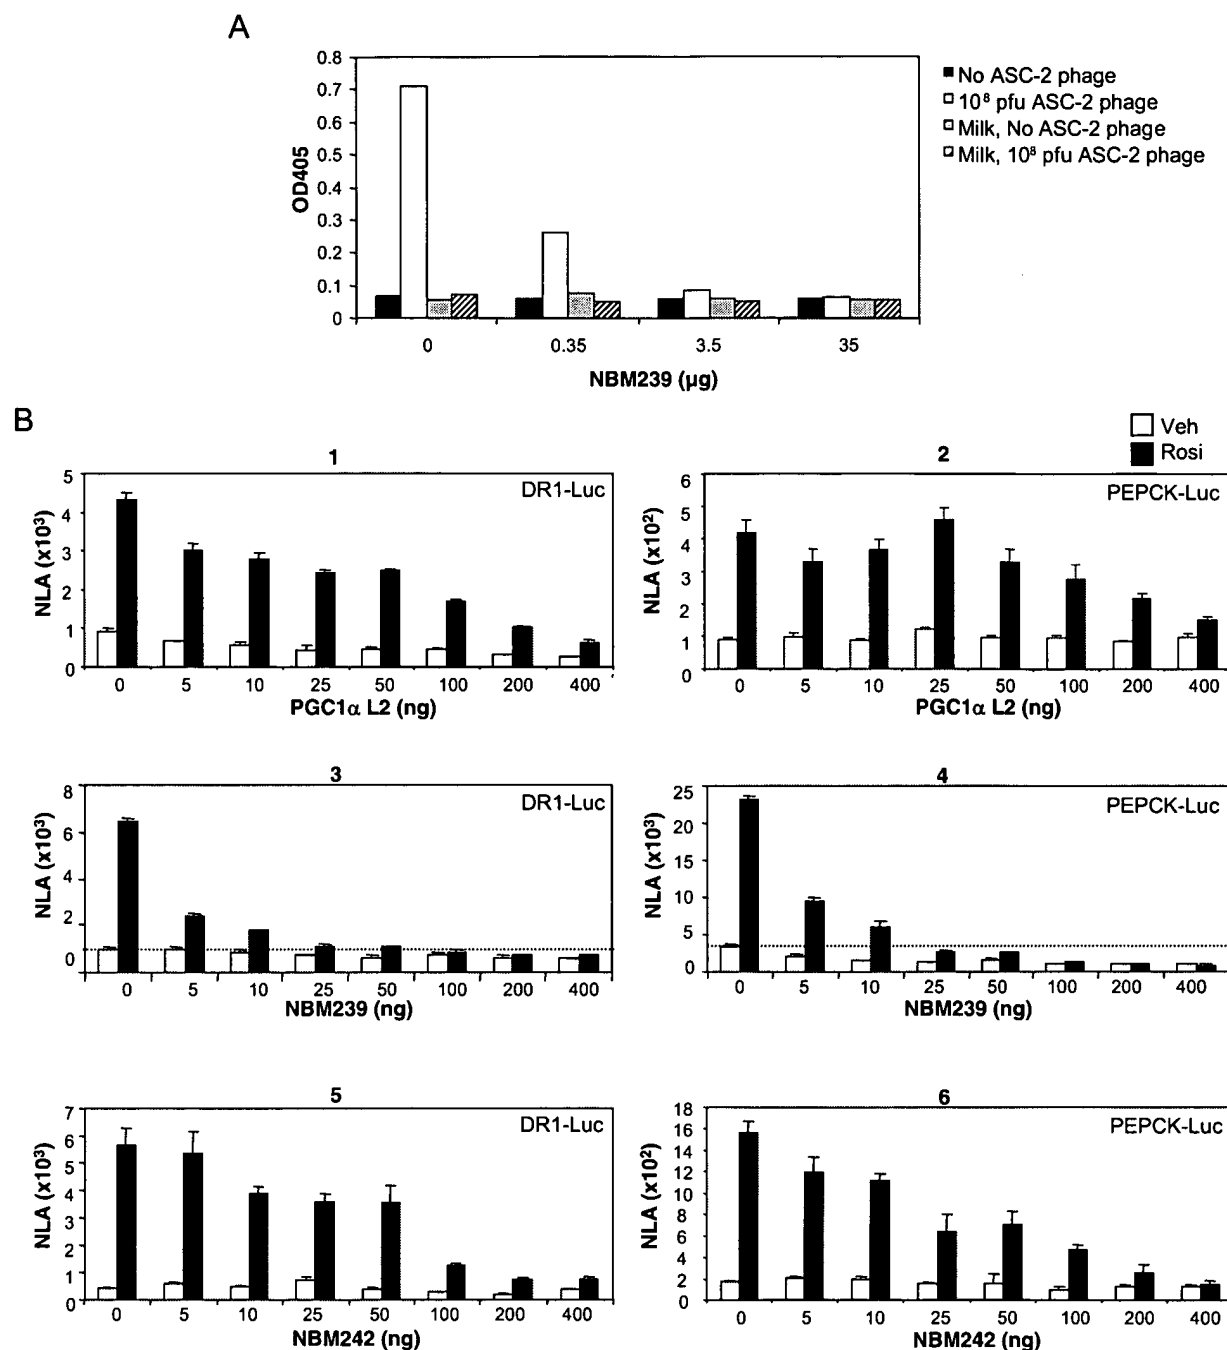 A
0.8
0.7
0.6
0.5
0.4
0.3
0.2
0.1
0
OD405
0 0.35 3.5 35
NBM239 (µg)
No ASC-2 phage
10⁸ pfu ASC-2 phage
Milk, No ASC-2 phage
Milk, 10⁸ pfu ASC-2 phage
B
Veh
Rosi
1
DR1-Luc
5
4
3
2
1
0
NLA (x10³)
0 5 10 25 50 100 200 400
PGC1α L2 (ng)
2
PEPCK-Luc
6
5
4
3
2
1
0
NLA (x10²)
0 5 10 25 50 100 200 400
PGC1α L2 (ng)
3
DR1-Luc
8
6
4
2
0
NLA (x10³)
0 5 10 25 50 100 200 400
NBM239 (ng)
4
PEPCK-Luc
25
20
15
10
5
0
NLA (x10³)
0 5 10 25 50 100 200 400
NBM239 (ng)
5
DR1-Luc
7
6
5
4
3
2
1
0
NLA (x10³)
0 5 10 25 50 100 200 400
NBM242 (ng)
6
PEPCK-Luc
18
16
14
12
10
8
6
4
2
0
NLA (x10²)
0 5 10 25 50 100 200 400
NBM242 (ng)